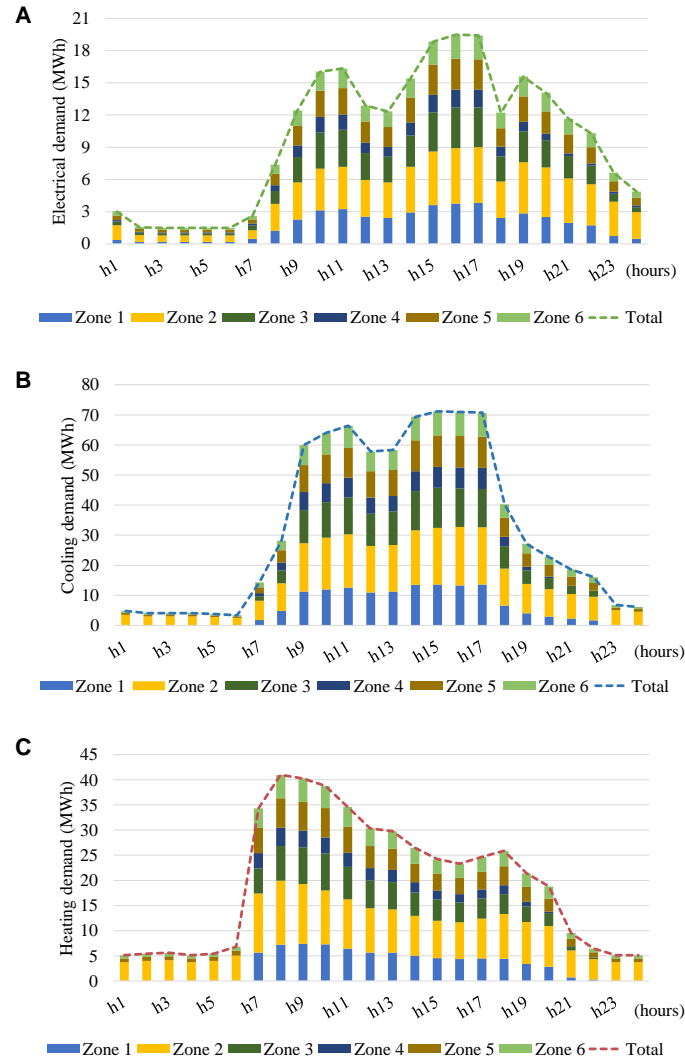 A
21
18
15
12
9
6
3
0
Electrical demand (MWh)
h1 h3 h5 h7 h9 h11 h13 h15 h17 h19 h21 h23 (hours)
Zone 1 Zone 2 Zone 3 Zone 4 Zone 5 Zone 6 Total
B
80
70
60
50
40
30
20
10
0
Cooling demand (MWh)
h1 h3 h5 h7 h9 h11 h13 h15 h17 h19 h21 h23 (hours)
Zone 1 Zone 2 Zone 3 Zone 4 Zone 5 Zone 6 Total
C
45
40
35
30
25
20
15
10
5
0
Heating demand (MWh)
h1 h3 h5 h7 h9 h11 h13 h15 h17 h19 h21 h23 (hours)
Zone 1 Zone 2 Zone 3 Zone 4 Zone 5 Zone 6 Total